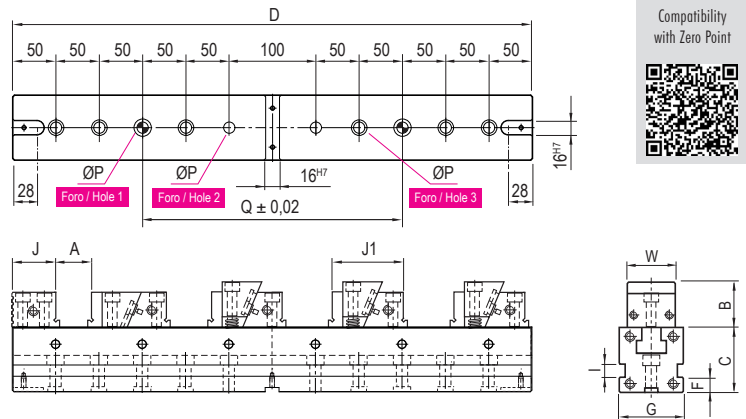 D
Compatibility
with Zero Point
50 50 50 50 50 100 50 50 50 50 50
16H7
ØP ØP 16H7 ØP
Foro / Hole 1 Foro / Hole 2 Foro / Hole 3
28 28
Q ± 0,02
J A J1 W
B
C
I F
G